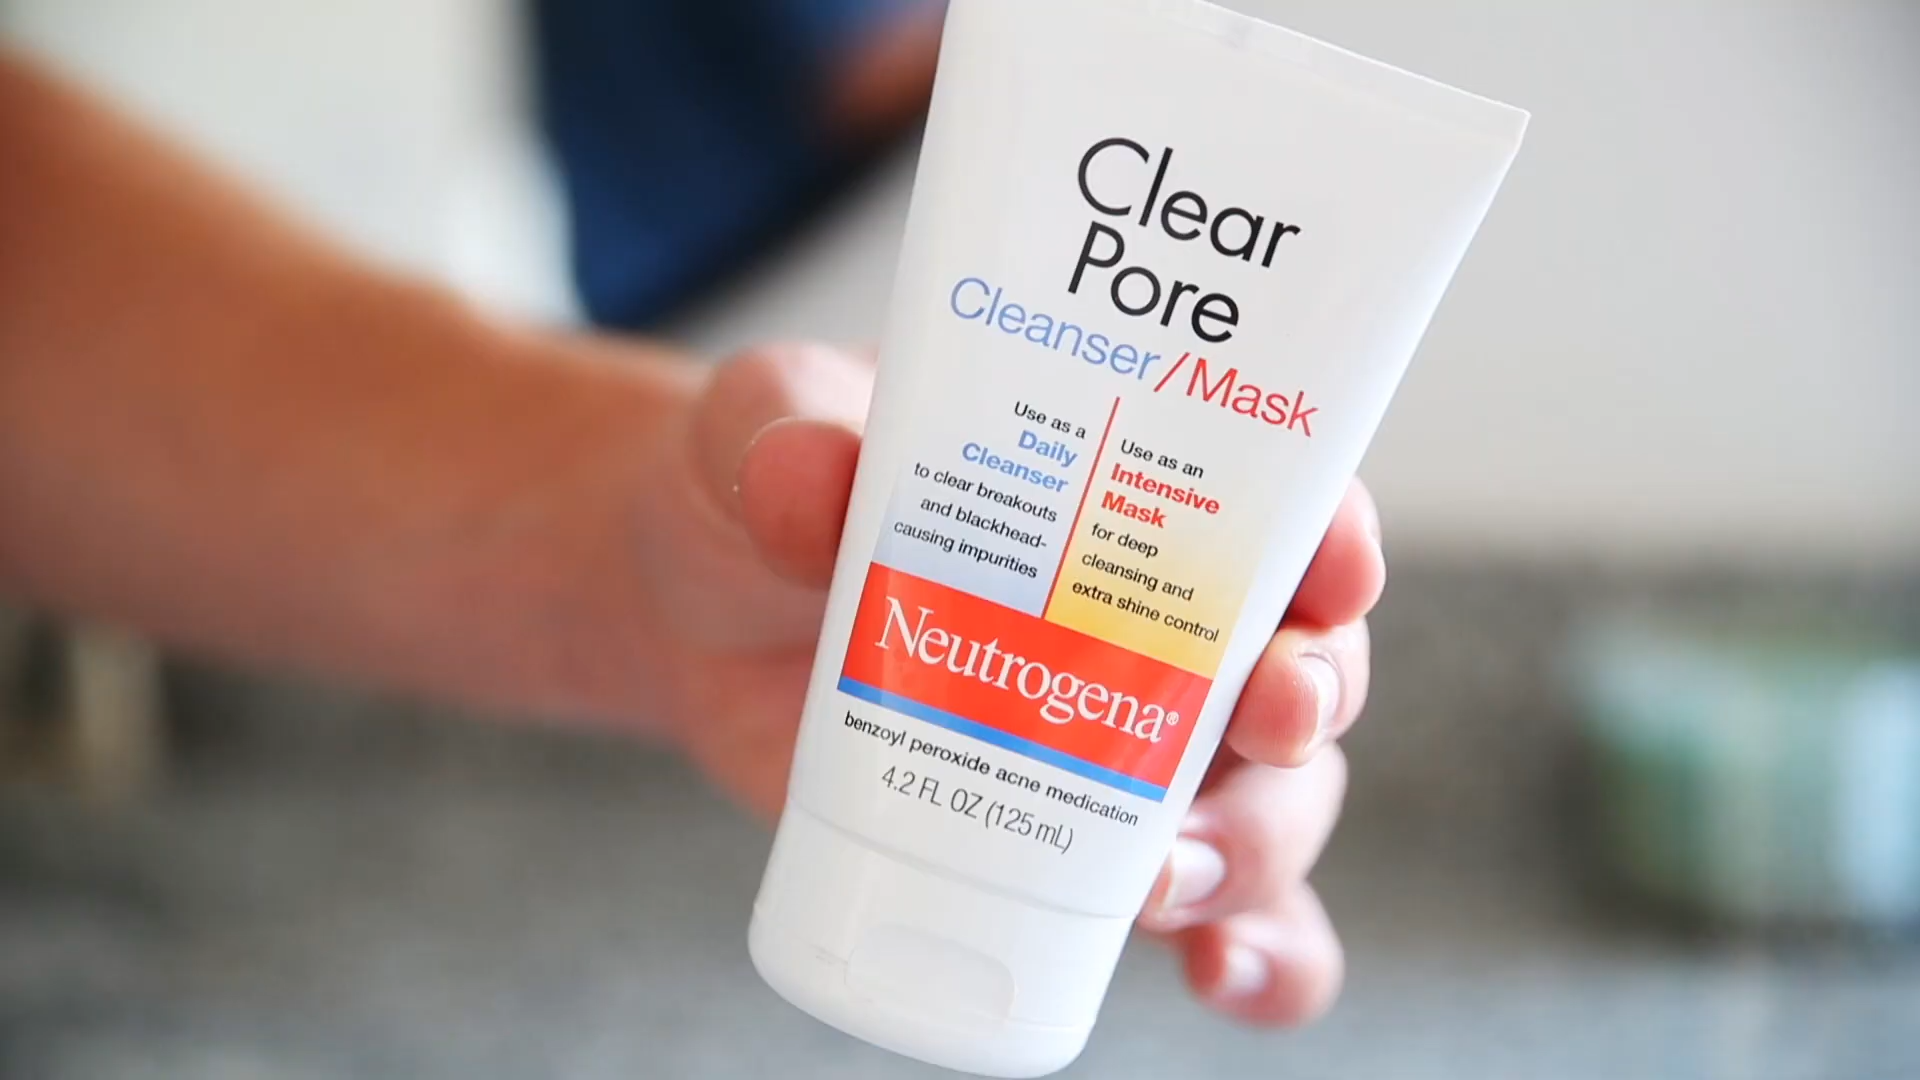 Clear
Pore
Cleanser/Mask
Use as a
Daily
Cleanser
to clear breakouts
and blackhead-
causing impurities
Use as an
Intensive
Mask
for deep
cleansing and
extra shine control
Neutrogena®
benzoyl peroxide acne medication
4.2 FL OZ (125 mL)